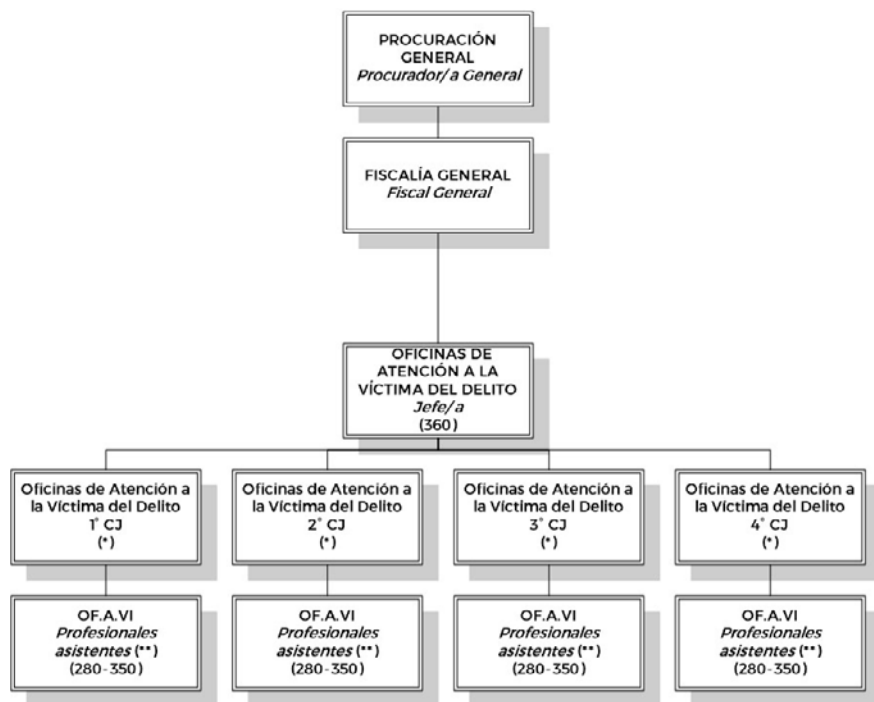 PROCURACIÓN
GENERAL
Procurador/a General
FISCALÍA GENERAL
Fiscal General
OFICINAS DE
ATENCIÓN A LA
VÍCTIMA DEL DELITO
Jefe/a
(360)
Oficinas de Atención a
la Víctima del Delito
1° CJ
(*)
Oficinas de Atención a
la Víctima del Delito
2° CJ
(*)
Oficinas de Atención a
la Víctima del Delito
3° CJ
(*)
Oficinas de Atención a
la Víctima del Delito
4° CJ
(*)
OF.A.VI
Profesionales
asistentes (**)
(280-350)
OF.A.VI
Profesionales
asistentes (**)
(280-350)
OF.A.VI
Profesionales
asistentes (**)
(280-350)
OF.A.VI
Profesionales
asistentes (**)
(280-350)